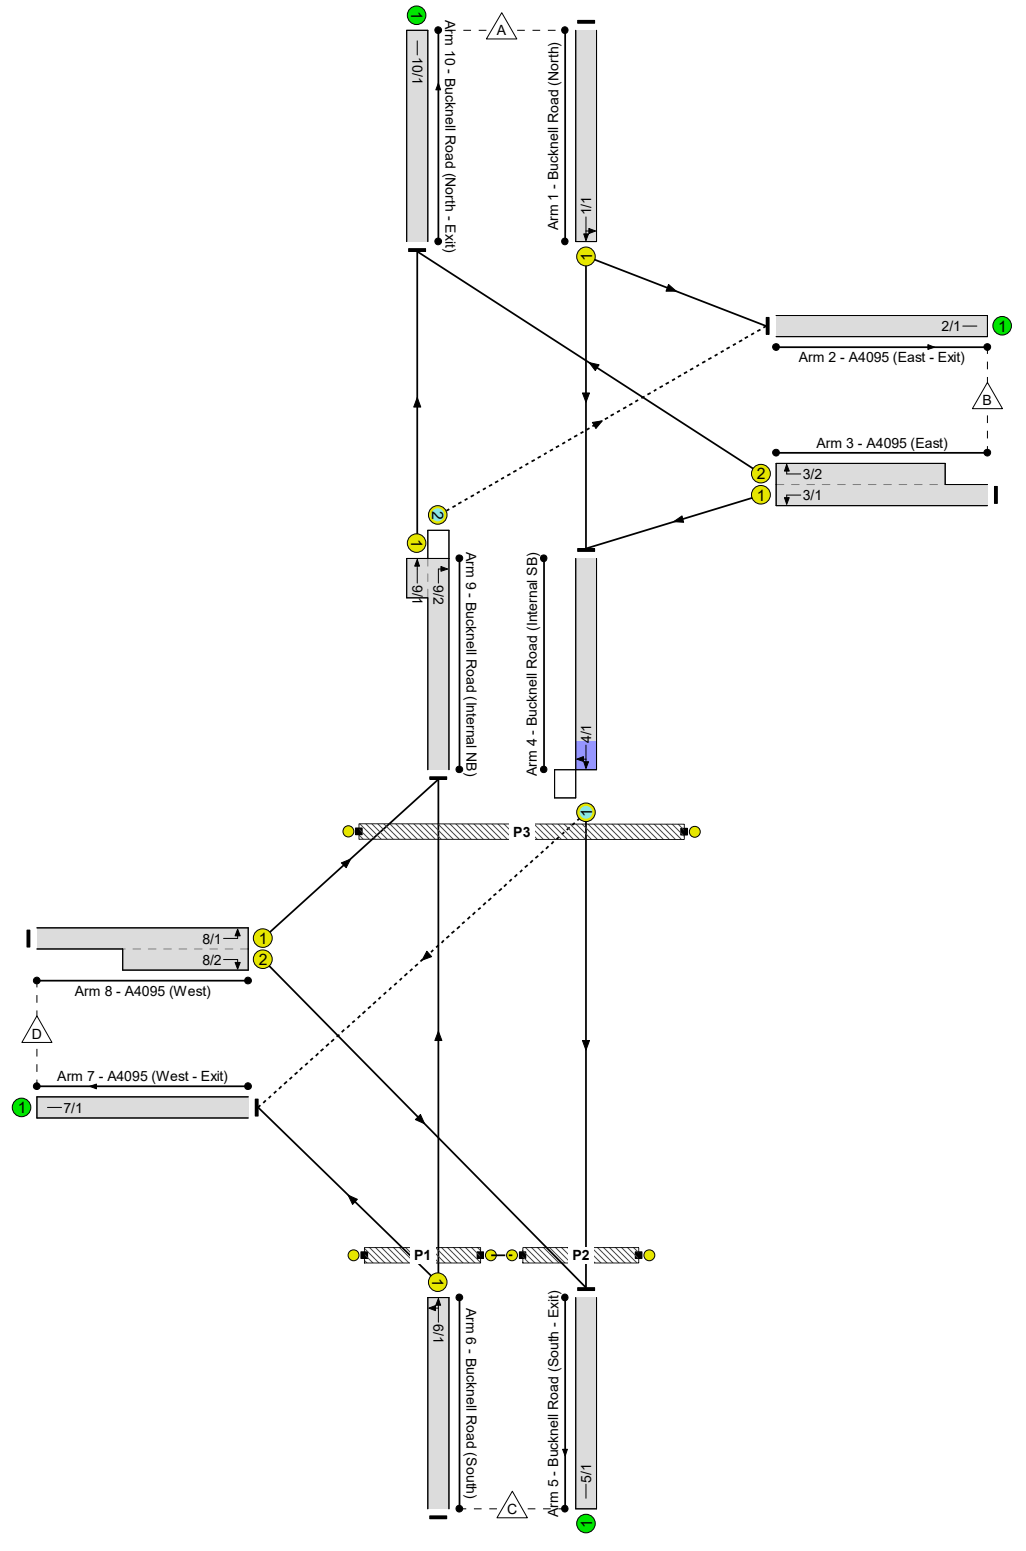 1
A
10/1
Arm 10 - Bucknell Road (North - Exit)
Arm 1 - Bucknell Road (North)
1/1
1
2/1
1
Arm 2 - A4095 (East - Exit)
B
Arm 3 - A4095 (East)
2
3/2
1
3/1
2
1
9/1
9/2
Arm 9 - Bucknell Road (Internal NB)
Arm 4 - Bucknell Road (Internal SB)
4/1
1
P3
8/1
1
8/2
2
Arm 8 - A4095 (West)
D
Arm 7 - A4095 (West - Exit)
1
7/1
P1
P2
1
6/1
Arm 6 - Bucknell Road (South)
Arm 5 - Bucknell Road (South - Exit)
5/1
C
1